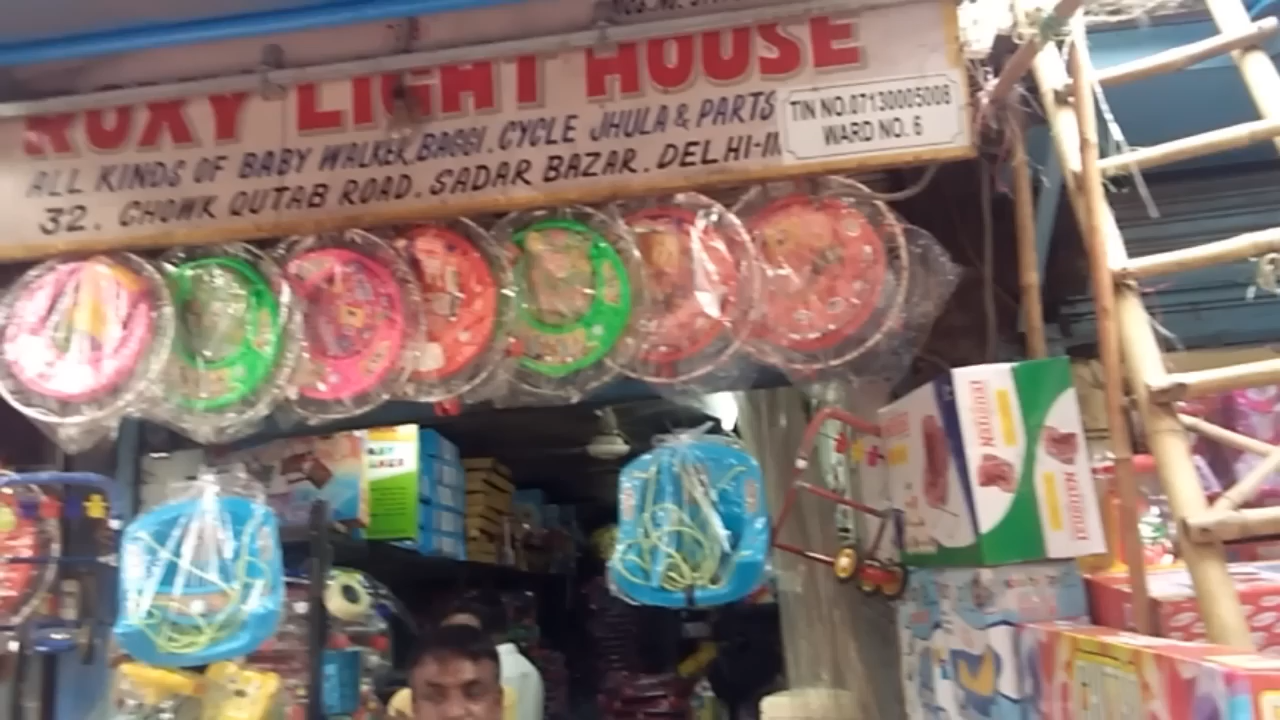 ROXY LIGHT HOUSE
ALL KINDS OF BABY WALKER, BAGGI. CYCLE JHULA & PARTS
32. CHOWK QUTAB ROAD. SADAR BAZAR. DELHI-
TIN NO.07130005008
WARD NO. 6